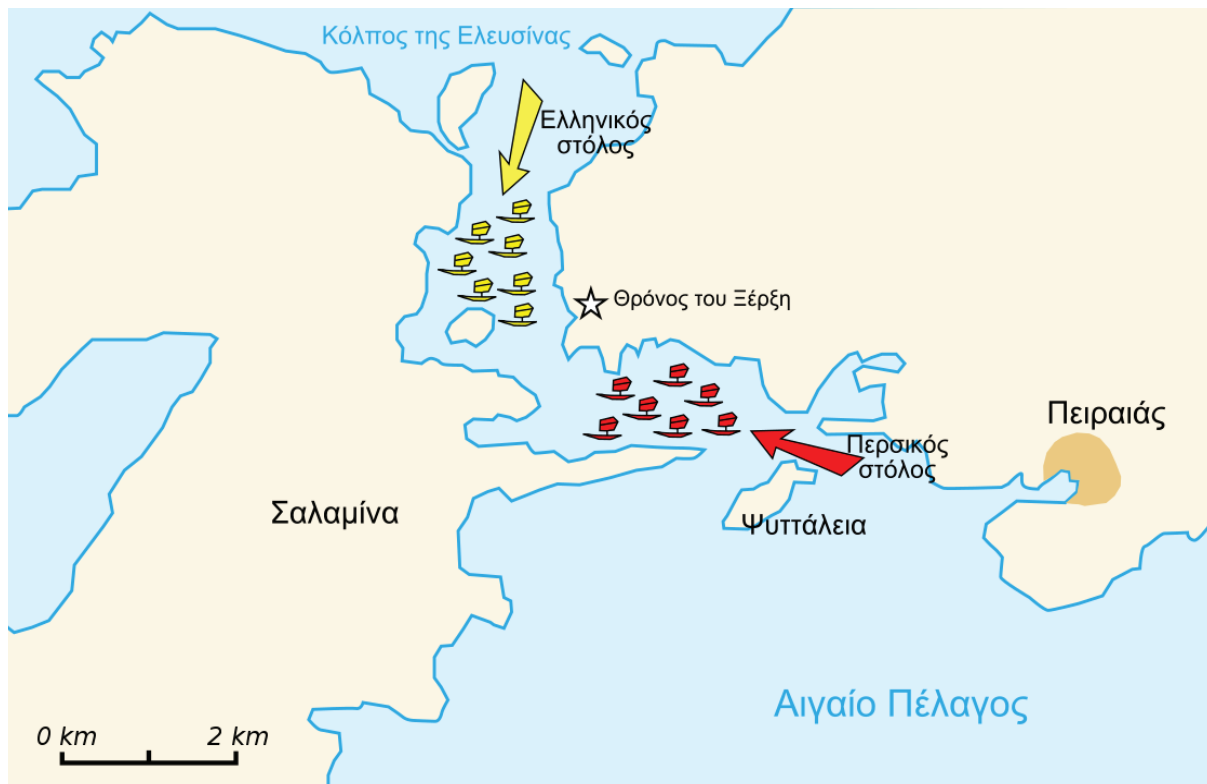 Κόλπος της Ελευσίνας
Ελληνικός
στόλος
Θρόνος του Ξέρξη
Πειραιάς
Περσικός
στόλος
Σαλαμίνα
Ψυττάλεια
Αιγαίο Πέλαγος
0 km 2 km